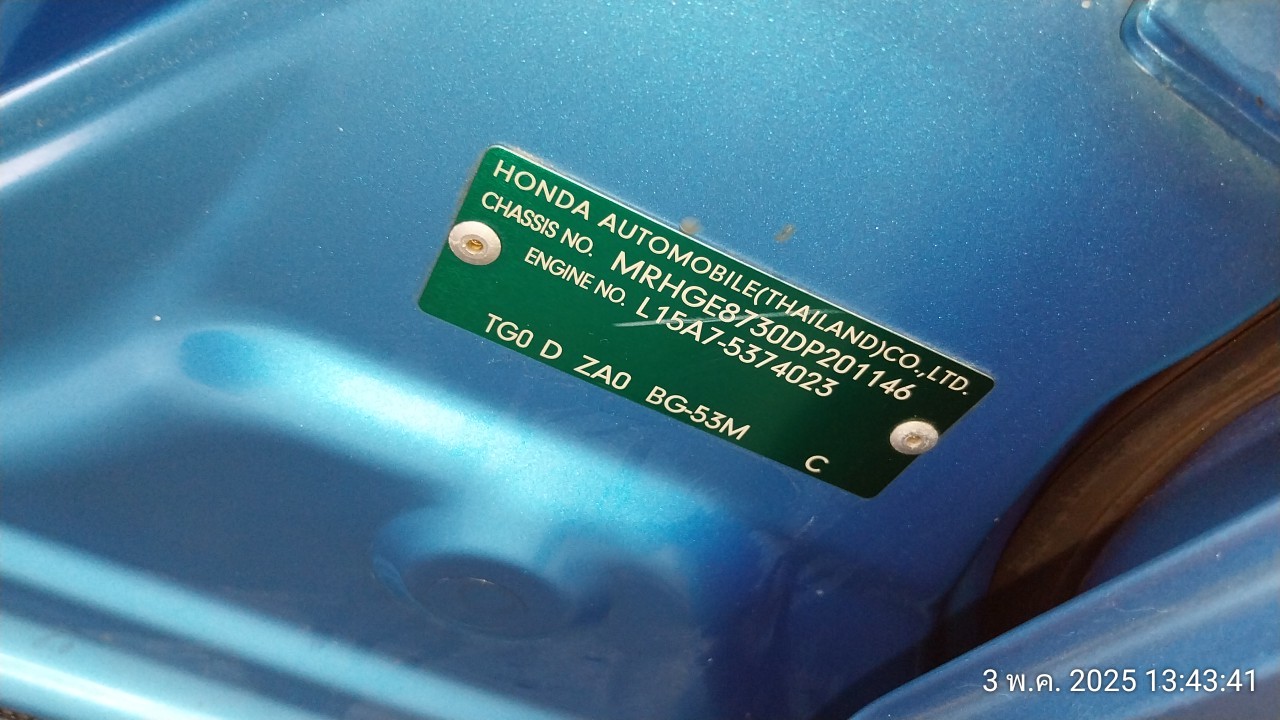 HONDA AUTOMOBILE(THAILAND)CO.,LTD.
CHASSIS NO. MRHGE8730DP201146
ENGINE NO. L15A7-5374023
TG0 D ZA0 BG-53M C
3 พ.ค. 2025 13:43:41